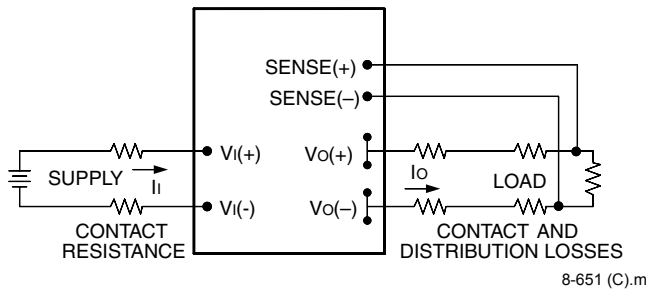 SENSE(+)
SENSE(–)
VI(+)
VO(+)
SUPPLY
II
IO
LOAD
VI(-)
VO(–)
CONTACT
RESISTANCE
CONTACT AND
DISTRIBUTION LOSSES
8-651 (C).m